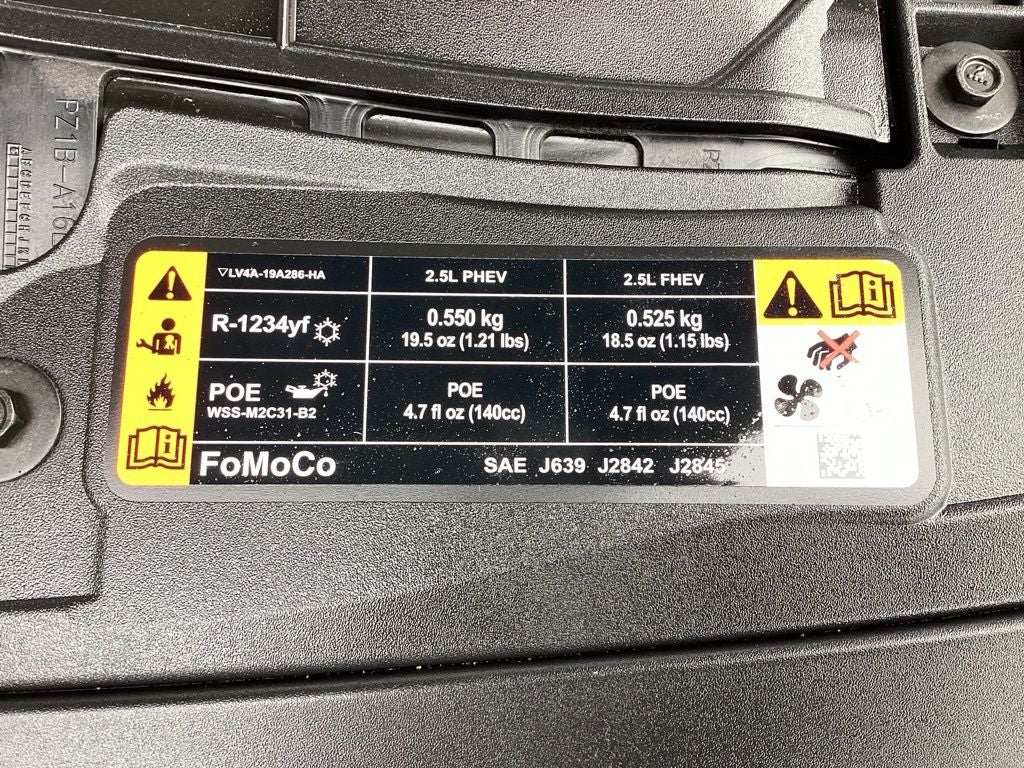 PZ1B-A16
▽LV4A-19A286-HA
2.5L PHEV
2.5L FHEV
R-1234yf
0.550 kg
19.5 oz (1.21 lbs)
0.525 kg
18.5 oz (1.15 lbs)
POE
WSS-M2C31-B2
POE
4.7 fl oz (140cc)
POE
4.7 fl oz (140cc)
FoMoCo
SAE J639 J2842 J2845